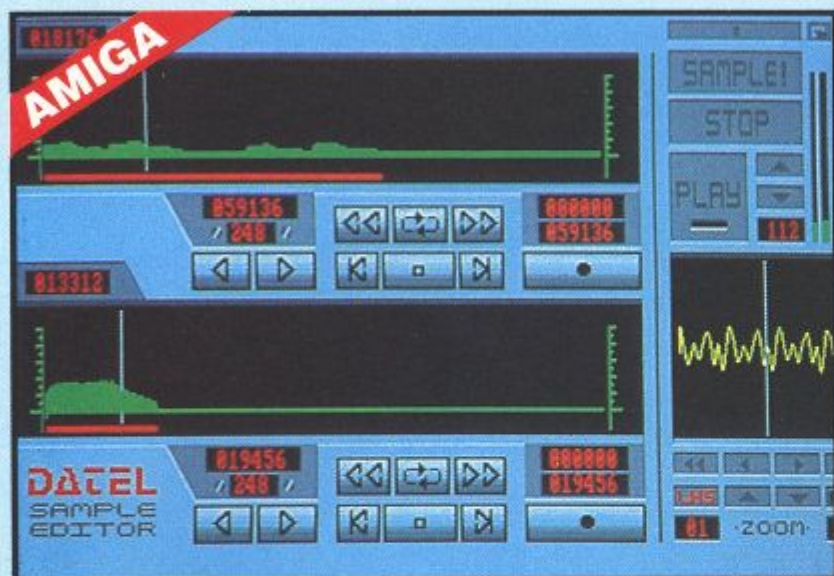 018176
AMIGA
SAMPLE!
STOP
PLAY
112
059136
248
000000
059136
013312
019456
248
000000
019456
DATEL
SAMPLE
EDITOR
01
·ZOOM·